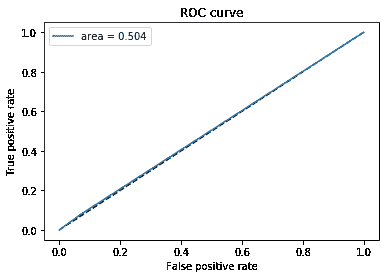 ROC curve
area = 0.504
True positive rate
1.0
0.8
0.6
0.4
0.2
0.0
0.0 0.2 0.4 0.6 0.8 1.0
False positive rate